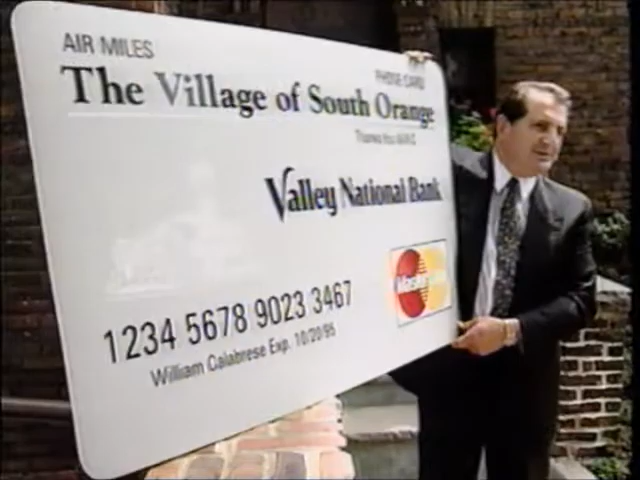 AIR MILES
PHONE CARD
The Village of South Orange
Valley National Bank
MasterCard
1234 5678 9023 3467
William Calabrese Exp. 10/20/95